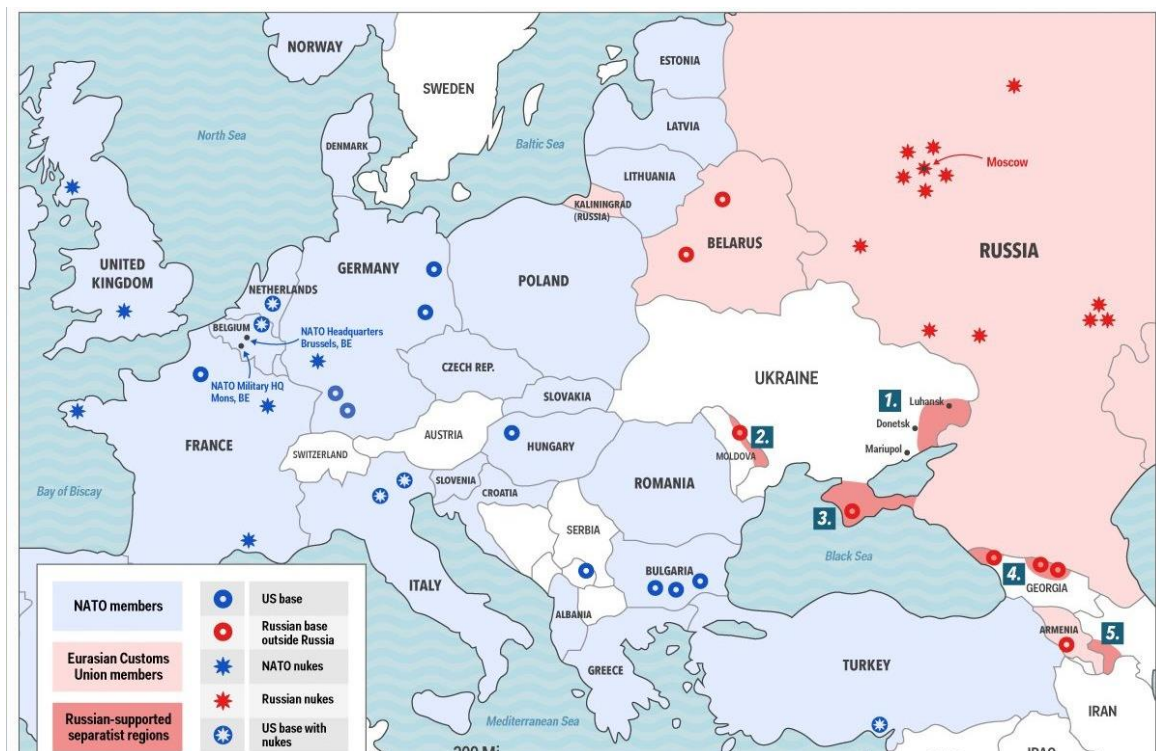 NORWAY
SWEDEN
ESTONIA
LATVIA
LITHUANIA
North Sea
Baltic Sea
DENMARK
KALININGRAD
(RUSSIA)
Moscow
RUSSIA
BELARUS
UNITED
KINGDOM
NETHERLANDS
GERMANY
POLAND
BELGIUM
NATO Headquarters
Brussels, BE
NATO Military HQ
Mons, BE
CZECH REP.
SLOVAKIA
UKRAINE
1.
Luhansk
Donetsk
Mariupol
FRANCE
SWITZERLAND
AUSTRIA
HUNGARY
2.
MOLDOVA
Bay of Biscay
SLOVENIA
CROATIA
ROMANIA
3.
SERBIA
Black Sea
ITALY
BULGARIA
4.
GEORGIA
ALBANIA
ARMENIA
5.
GREECE
TURKEY
IRAN
Mediterranean Sea
NATO members
Eurasian Customs
Union members
Russian-supported
separatist regions
US base
Russian base
outside Russia
NATO nukes
Russian nukes
US base with
nukes
200 Mi
IRAQ